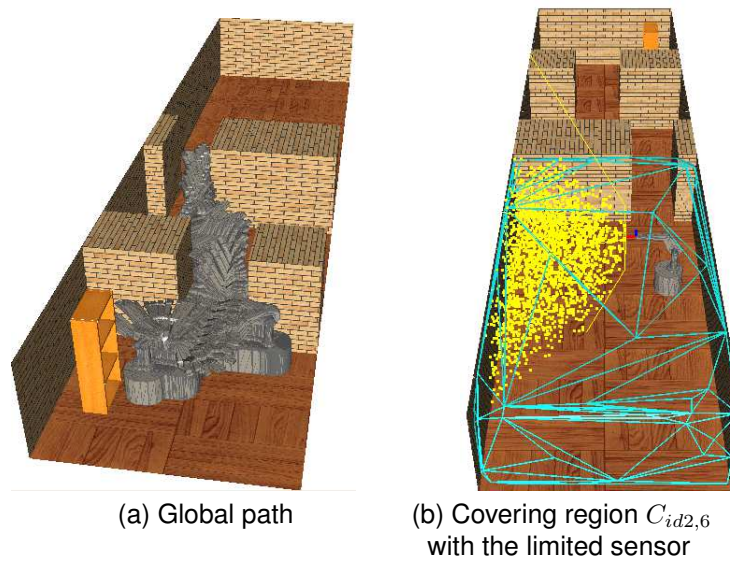 (a) Global path
(b) Covering region $C_{id2,6}$
with the limited sensor